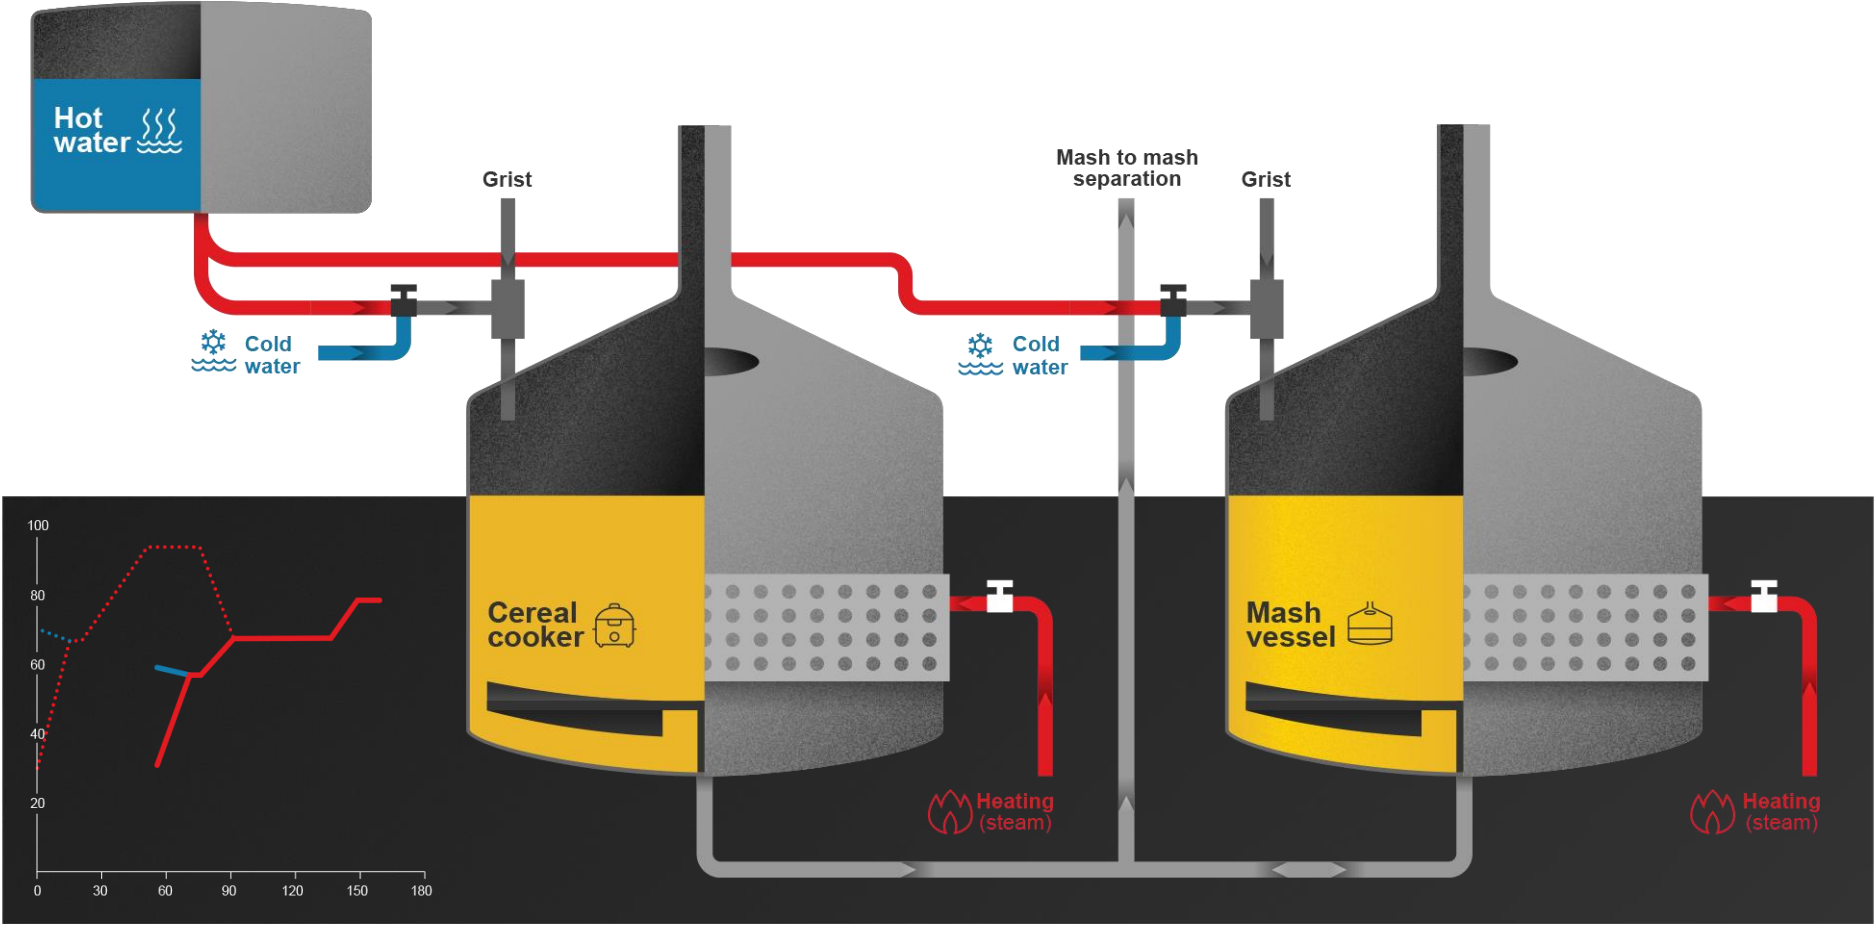 Hot
water
Mash to mash
separation
Grist
Grist
Cold
water
Cold
water
Cereal
cooker
Mash
vessel
Heating
(steam)
Heating
(steam)
100
80
60
40
20
0 30 60 90 120 150 180